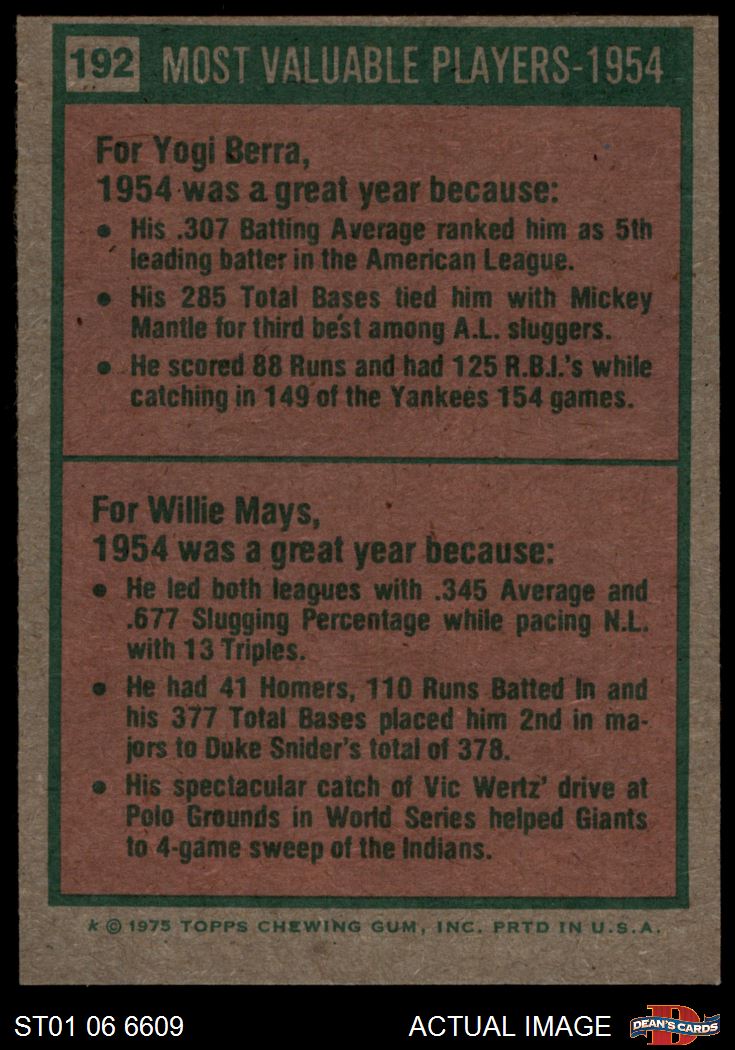 192 MOST VALUABLE PLAYERS-1954
For Yogi Berra,
1954 was a great year because:
• His .307 Batting Average ranked him as 5th
leading batter in the American League.
• His 285 Total Bases tied him with Mickey
Mantle for third best among A.L. sluggers.
• He scored 88 Runs and had 125 R.B.I.'s while
catching in 149 of the Yankees 154 games.
For Willie Mays,
1954 was a great year because:
• He led both leagues with .345 Average and
.677 Slugging Percentage while pacing N.L.
with 13 Triples.
• He had 41 Homers, 110 Runs Batted In and
his 377 Total Bases placed him 2nd in ma-
jors to Duke Snider's total of 378.
• His spectacular catch of Vic Wertz' drive at
Polo Grounds in World Series helped Giants
to 4-game sweep of the Indians.
k © 1975 TOPPS CHEWING GUM, INC. PRTD IN U.S.A.
ST01 06 6609 ACTUAL IMAGE DEAN'S CARDS